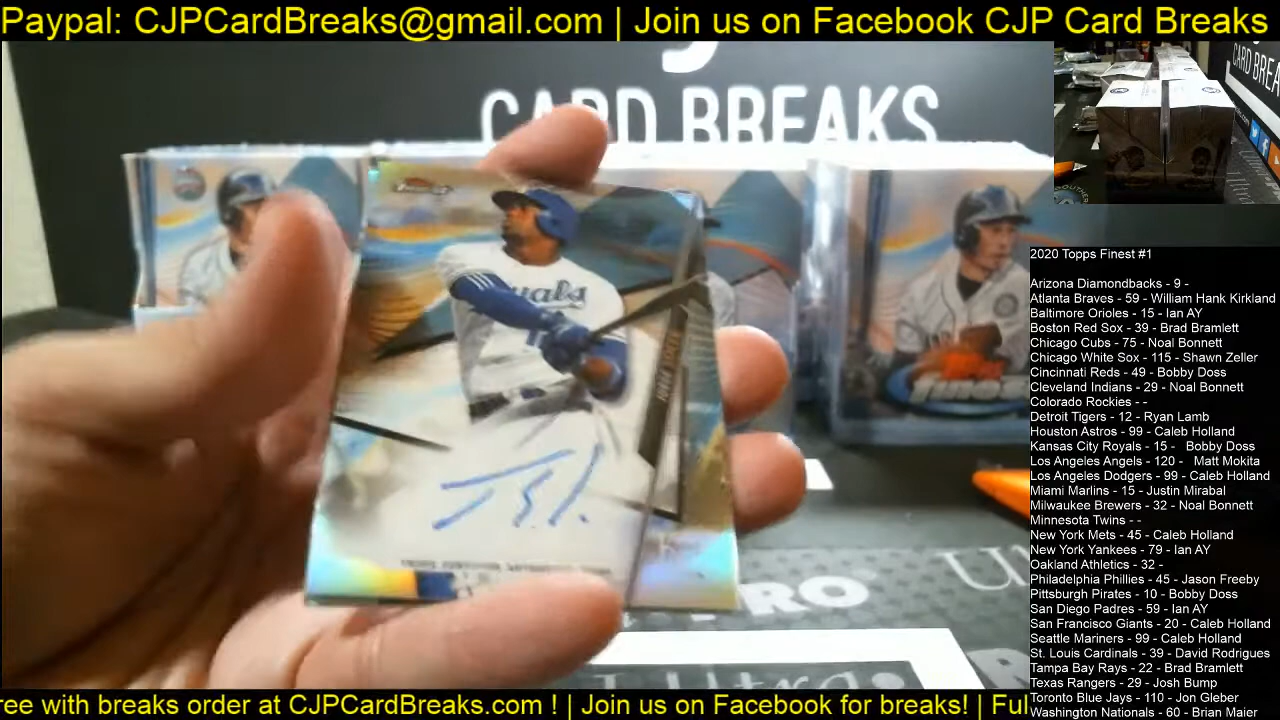 Paypal: CJPCardBreaks@gmail.com | Join us on Facebook CJP Card Breaks
CARD BREAKS
CARD BREA
2020 Topps Finest #1
Arizona Diamondbacks - 9 -
Atlanta Braves - 59 - William Hank Kirkland
Baltimore Orioles - 15 - Ian AY
Boston Red Sox - 39 - Brad Bramlett
Chicago Cubs - 75 - Noal Bonnett
Chicago White Sox - 115 - Shawn Zeller
Cincinnati Reds - 49 - Bobby Doss
Cleveland Indians - 29 - Noal Bonnett
Colorado Rockies - -
Detroit Tigers - 12 - Ryan Lamb
Houston Astros - 99 - Caleb Holland
Kansas City Royals - 15 - Bobby Doss
Los Angeles Angels - 120 - Matt Mokita
Los Angeles Dodgers - 99 - Caleb Holland
Miami Marlins - 15 - Justin Mirabal
Milwaukee Brewers - 32 - Noal Bonnett
Minnesota Twins - -
New York Mets - 45 - Caleb Holland
New York Yankees - 79 - Ian AY
Oakland Athletics - 32 -
Philadelphia Phillies - 45 - Jason Freeby
Pittsburgh Pirates - 10 - Bobby Doss
San Diego Padres - 59 - Ian AY
San Francisco Giants - 20 - Caleb Holland
Seattle Mariners - 99 - Caleb Holland
St. Louis Cardinals - 39 - David Rodrigues
Tampa Bay Rays - 22 - Brad Bramlett
Texas Rangers - 29 - Josh Bump
Toronto Blue Jays - 110 - Jon Gleber
Washington Nationals - 60 - Brian Maier
ree with breaks order at CJPCardBreaks.com ! | Join us on Facebook for breaks! | Ful